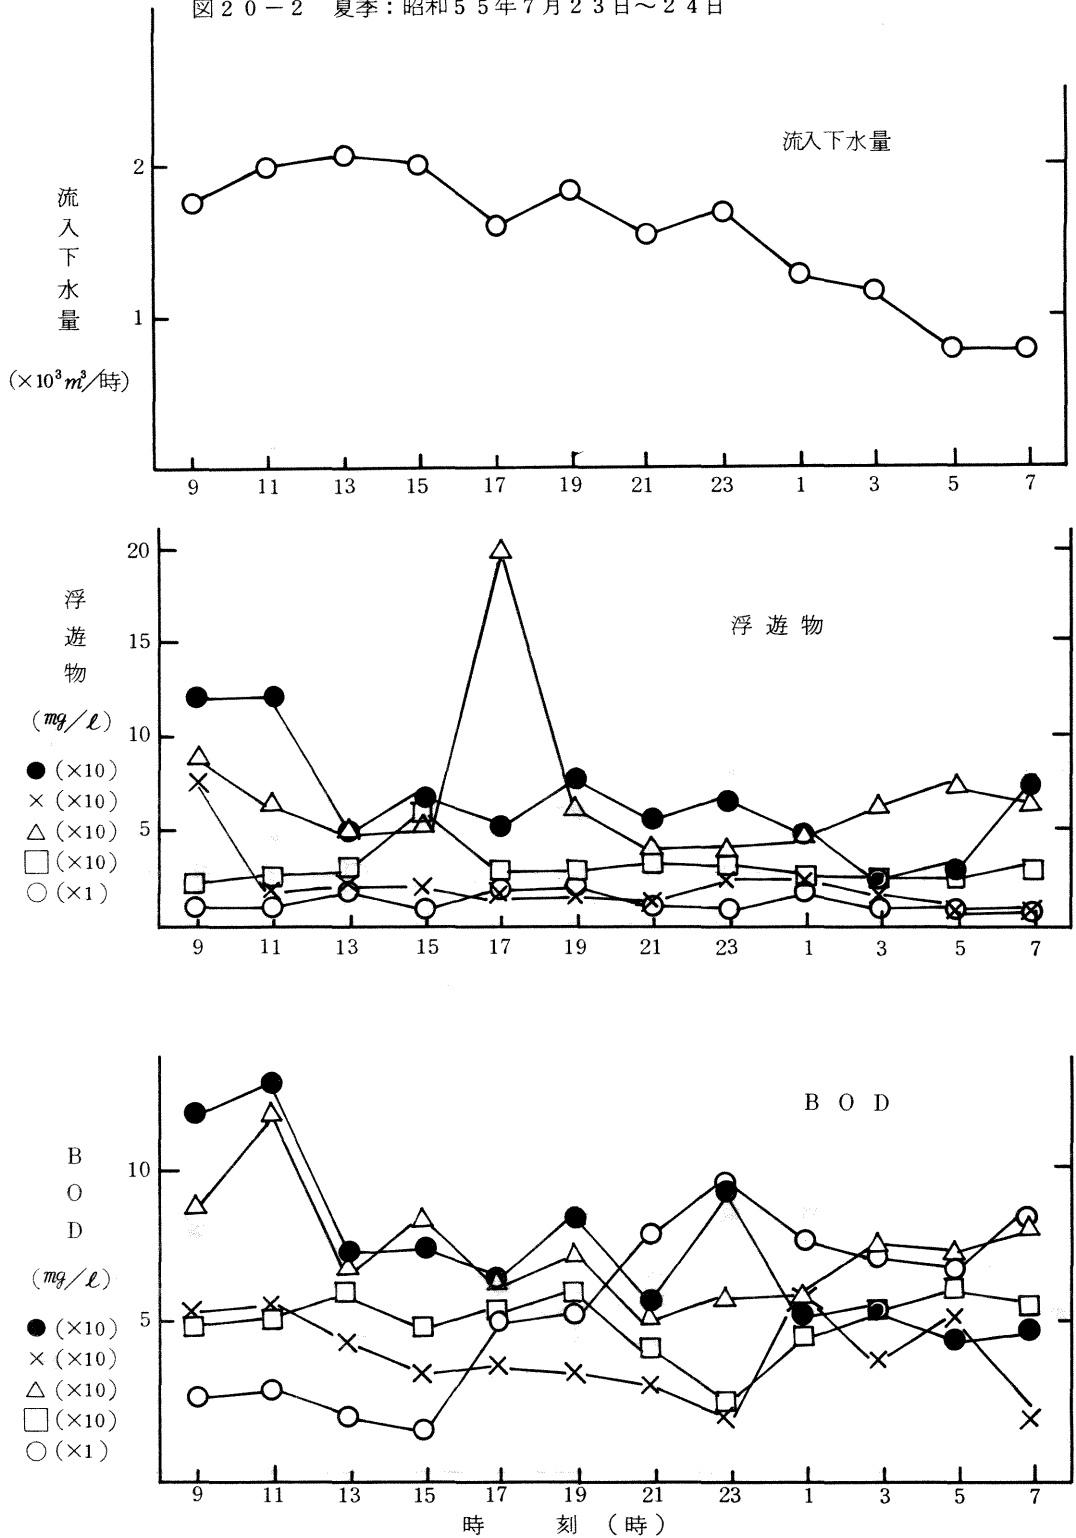 図20-2 夏季:昭和55年7月23日~24日
流入下水量
2
1
流入下水量
(×10³m³/時)
9 11 13 15 17 19 21 23 1 3 5 7
浮遊物
20
15
10
5
浮遊物
(mg/ℓ)
●(×10)
×(×10)
△(×10)
□(×10)
○(×1)
9 11 13 15 17 19 21 23 1 3 5 7
BOD
10
5
BOD
(mg/ℓ)
●(×10)
×(×10)
△(×10)
□(×10)
○(×1)
9 11 13 15 17 19 21 23 1 3 5 7
時 刻 (時)